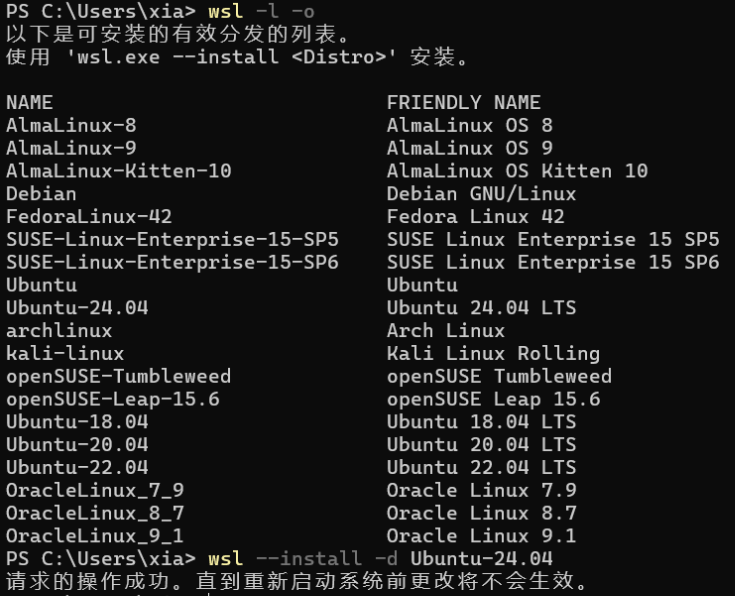 PS C:\Users\xia> wsl -l -o
以下是可安装的有效分发的列表。
使用 'wsl.exe --install <Distro>' 安装。
NAME FRIENDLY NAME
AlmaLinux-8 AlmaLinux OS 8
AlmaLinux-9 AlmaLinux OS 9
AlmaLinux-Kitten-10 AlmaLinux OS Kitten 10
Debian Debian GNU/Linux
FedoraLinux-42 Fedora Linux 42
SUSE-Linux-Enterprise-15-SP5 SUSE Linux Enterprise 15 SP5
SUSE-Linux-Enterprise-15-SP6 SUSE Linux Enterprise 15 SP6
Ubuntu Ubuntu
Ubuntu-24.04 Ubuntu 24.04 LTS
archlinux Arch Linux
kali-linux Kali Linux Rolling
openSUSE-Tumbleweed openSUSE Tumbleweed
openSUSE-Leap-15.6 openSUSE Leap 15.6
Ubuntu-18.04 Ubuntu 18.04 LTS
Ubuntu-20.04 Ubuntu 20.04 LTS
Ubuntu-22.04 Ubuntu 22.04 LTS
OracleLinux_7_9 Oracle Linux 7.9
OracleLinux_8_7 Oracle Linux 8.7
OracleLinux_9_1 Oracle Linux 9.1
PS C:\Users\xia> wsl --install -d Ubuntu-24.04
请求的操作成功。直到重新启动系统前更改将不会生效。